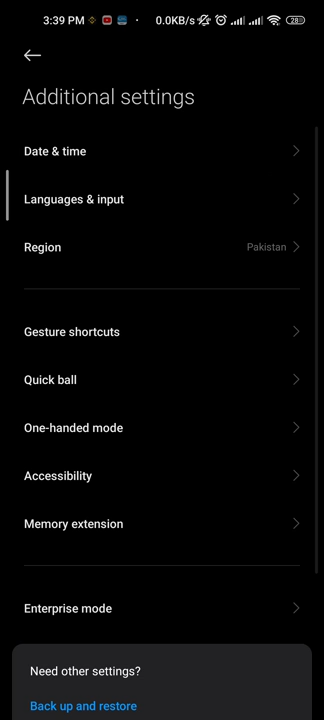 3:39 PM
0.0KB/s
28
Additional settings
Date & time
Languages & input
Region
Pakistan
Gesture shortcuts
Quick ball
One-handed mode
Accessibility
Memory extension
Enterprise mode
Need other settings?
Back up and restore